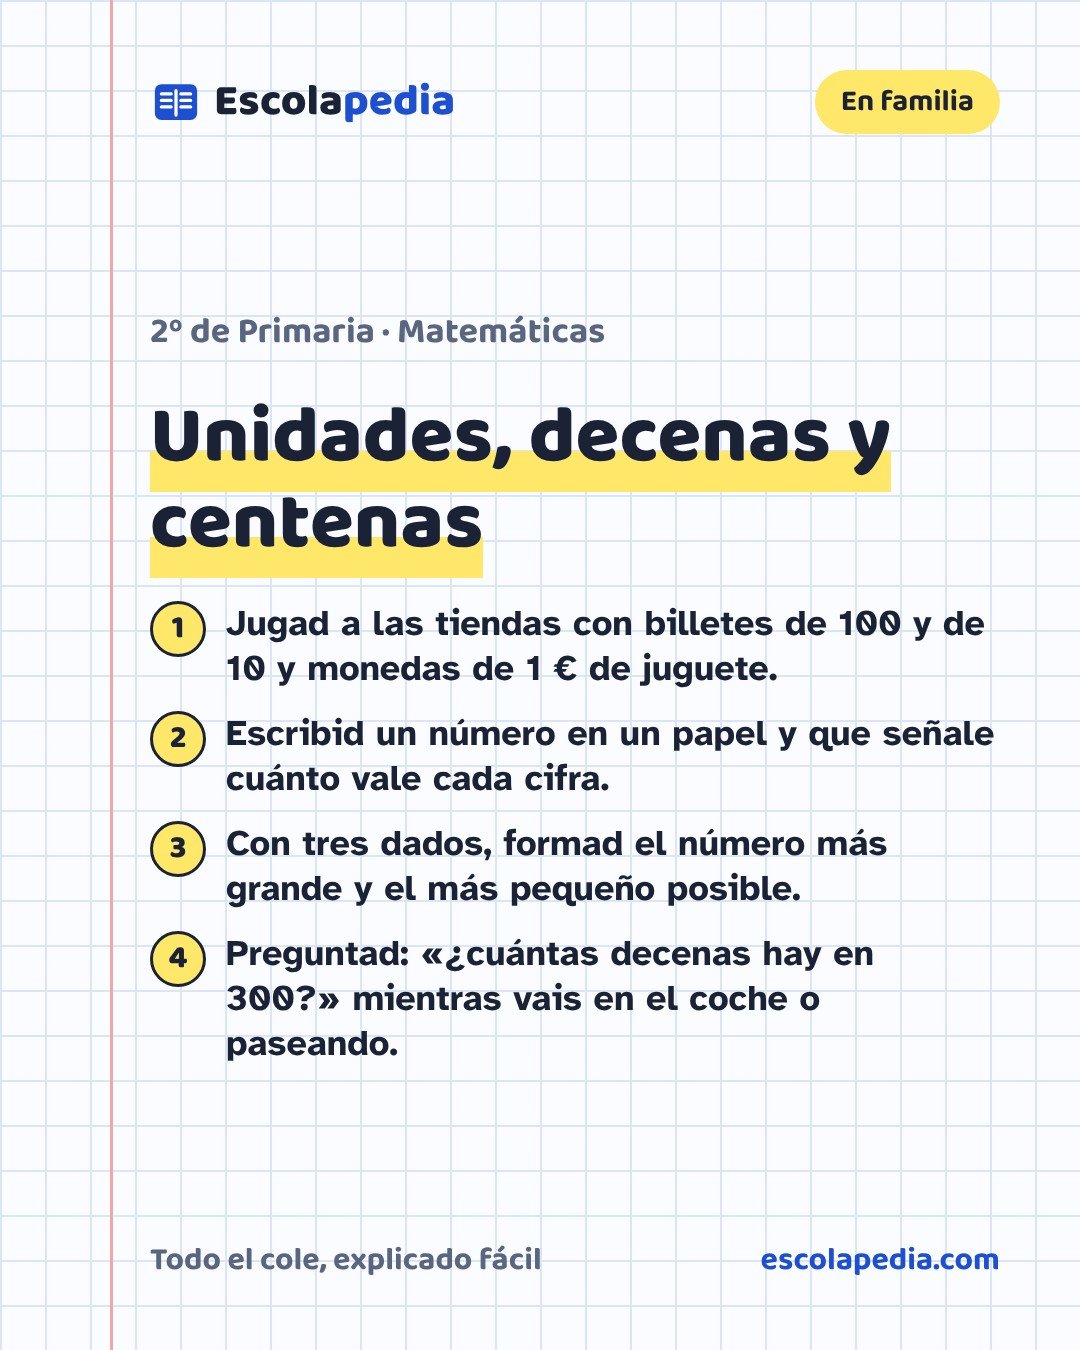 Escolapedia
En familia
2º de Primaria · Matemáticas
Unidades, decenas y
centenas
1 Jugad a las tiendas con billetes de 100 y de
10 y monedas de 1 € de juguete.
2 Escribid un número en un papel y que señale
cuánto vale cada cifra.
3 Con tres dados, formad el número más
grande y el más pequeño posible.
4 Preguntad: «¿cuántas decenas hay en
300?» mientras vais en el coche o
paseando.
Todo el cole, explicado fácil
escolapedia.com